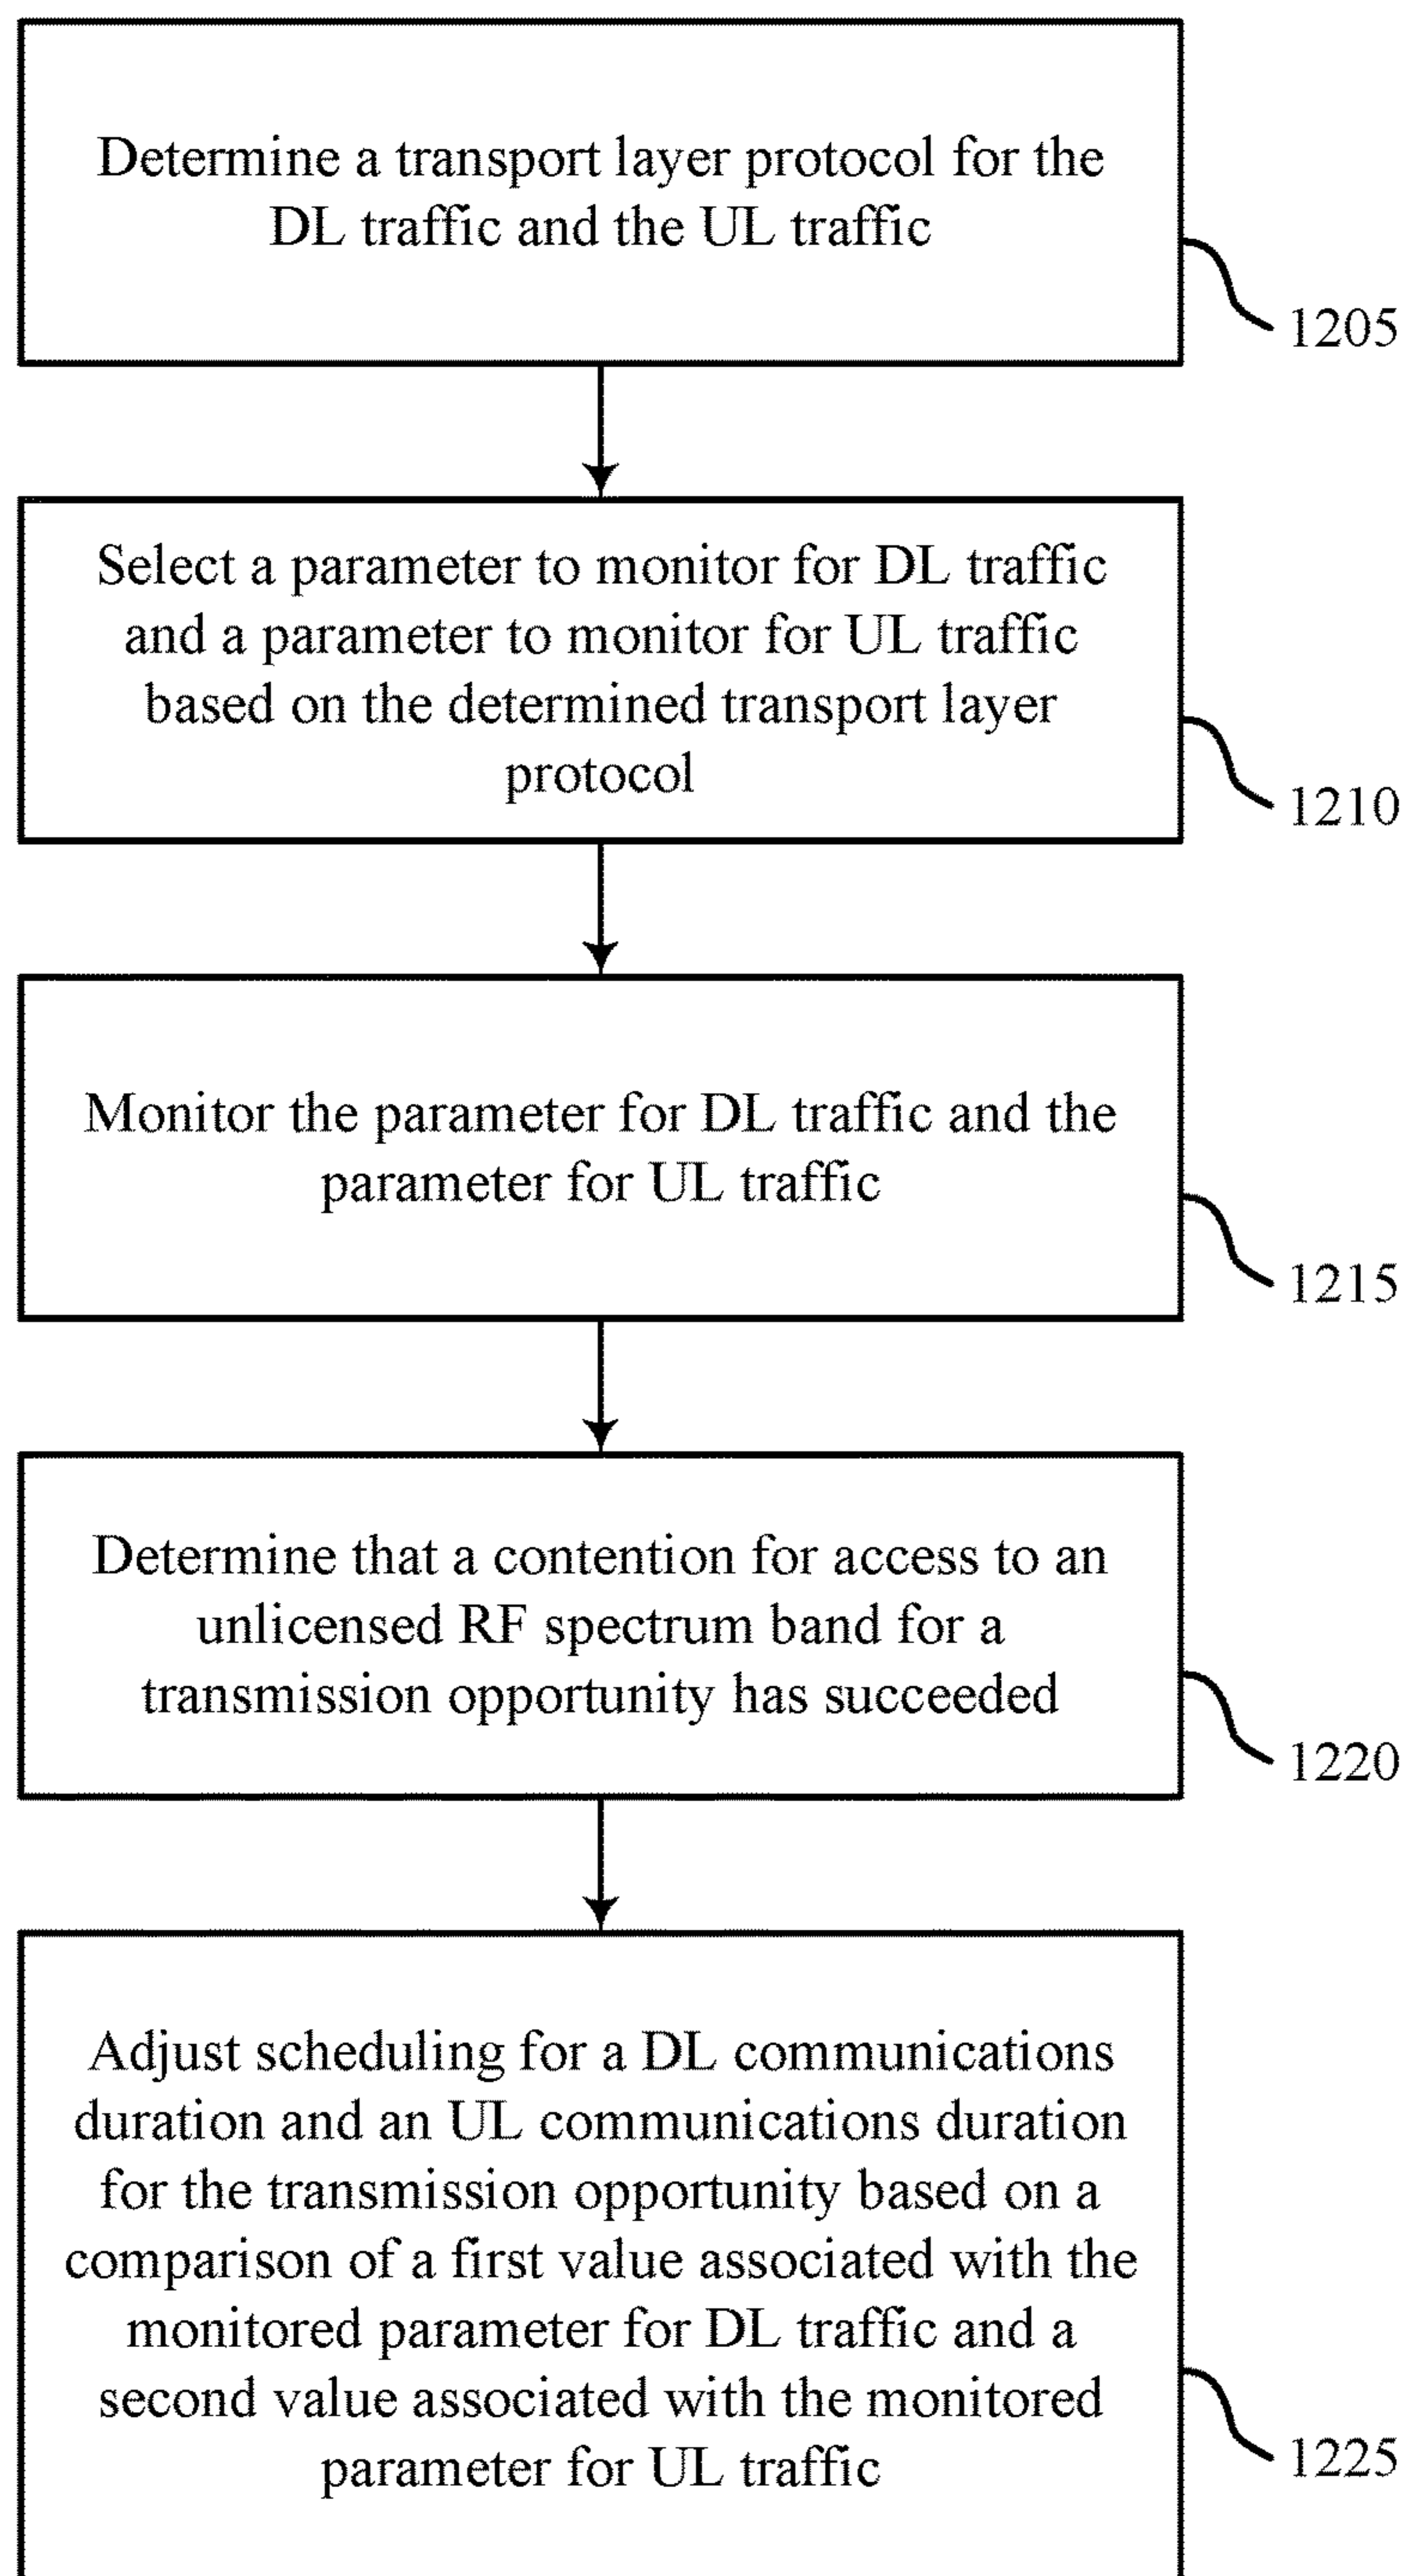 Determine a transport layer protocol for the
DL traffic and the UL traffic
1205
Select a parameter to monitor for DL traffic
and a parameter to monitor for UL traffic
based on the determined transport layer
protocol
1210
Monitor the parameter for DL traffic and the
parameter for UL traffic
1215
Determine that a contention for access to an
unlicensed RF spectrum band for a
transmission opportunity has succeeded
1220
Adjust scheduling for a DL communications
duration and an UL communications duration
for the transmission opportunity based on a
comparison of a first value associated with the
monitored parameter for DL traffic and a
second value associated with the monitored
parameter for UL traffic
1225